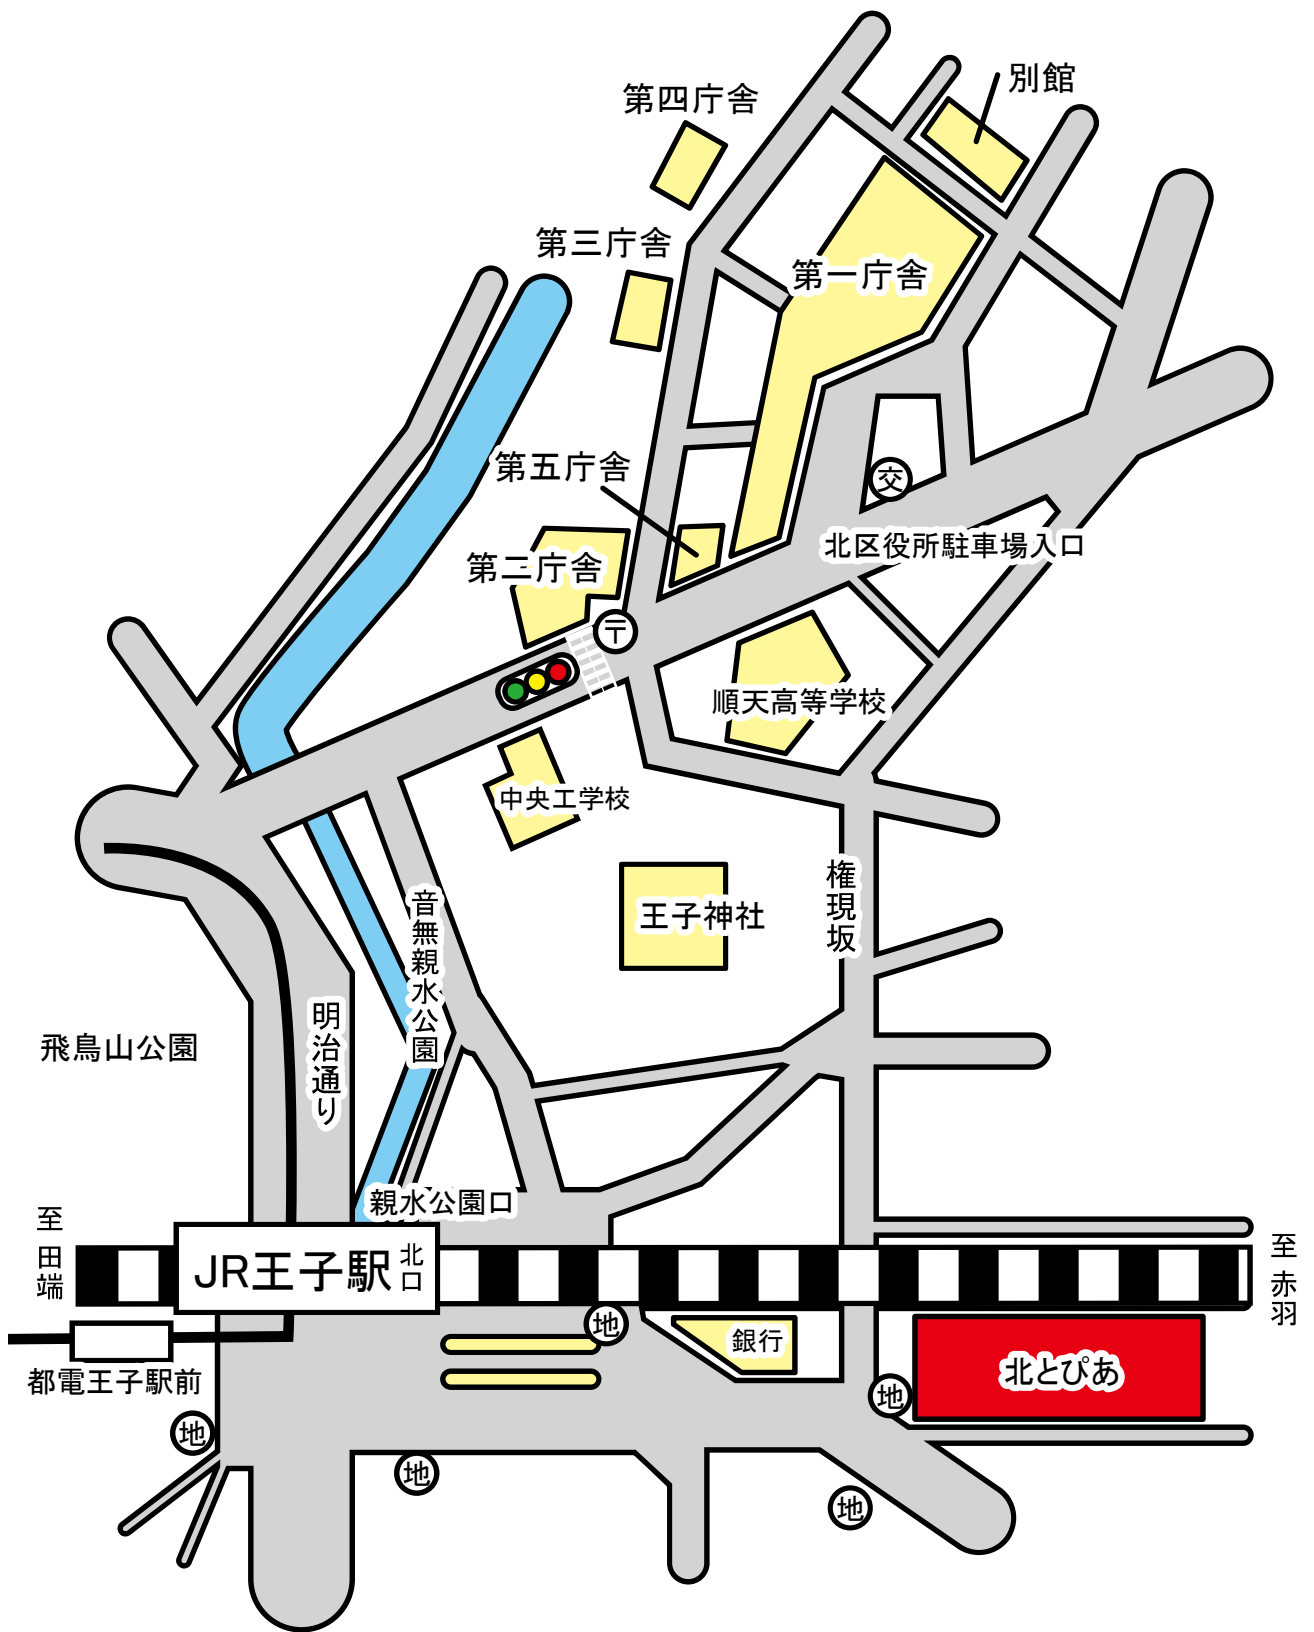 別館
第四庁舎
第三庁舎
第一庁舎
第五庁舎
交
北区役所駐車場入口
第二庁舎
〒
順天高等学校
中央工学校
権現坂
王子神社
音無親水公園
明治通り
飛鳥山公園
親水公園口
至田端
JR王子駅
北口
至赤羽
地
銀行
都電王子駅前
北とぴあ
地
地
地
地